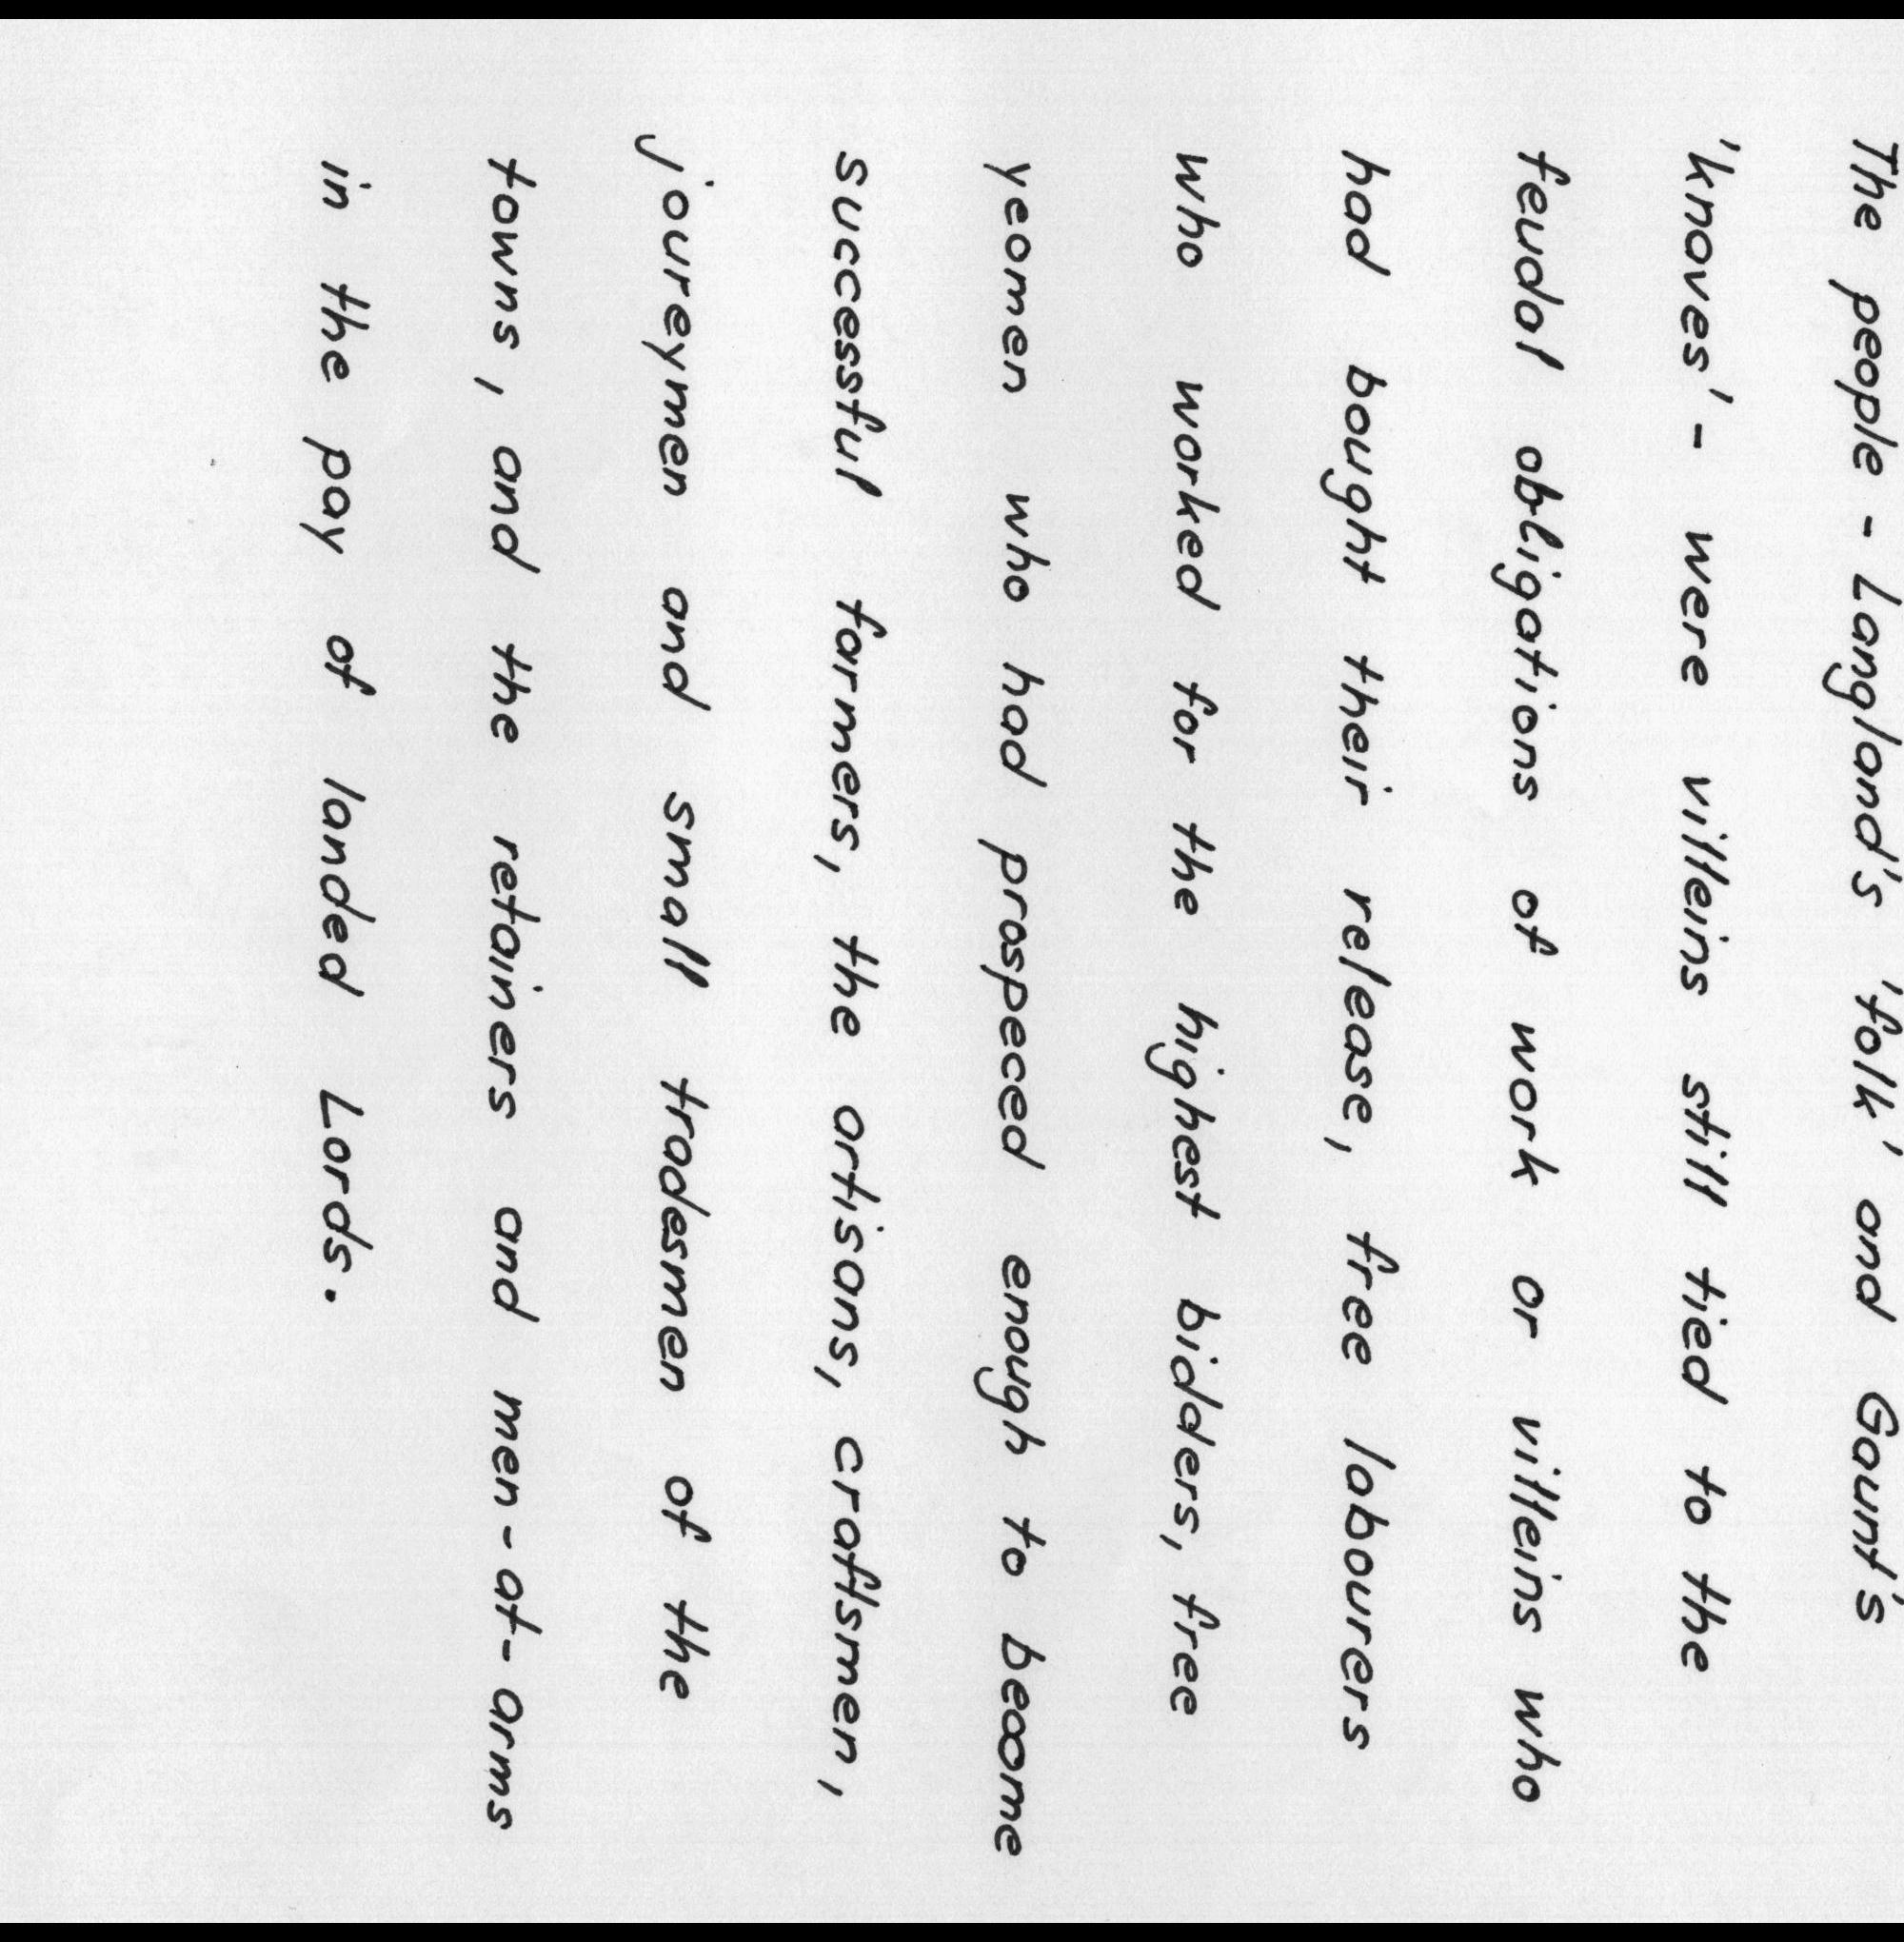 The people - Langland's 'folk' and Gaunt's
'knaves' - were villeins still tied to the
feudal obligations of work or villeins who
had bought their release, free labourers
who worked for the highest bidders, free
yeomen who had prospeced enough to become
successful farmers, the artisans, craftsmen,
joureymen and small tradesmen of the
towns, and the retainers and men-at-arms
in the pay of landed Lords.